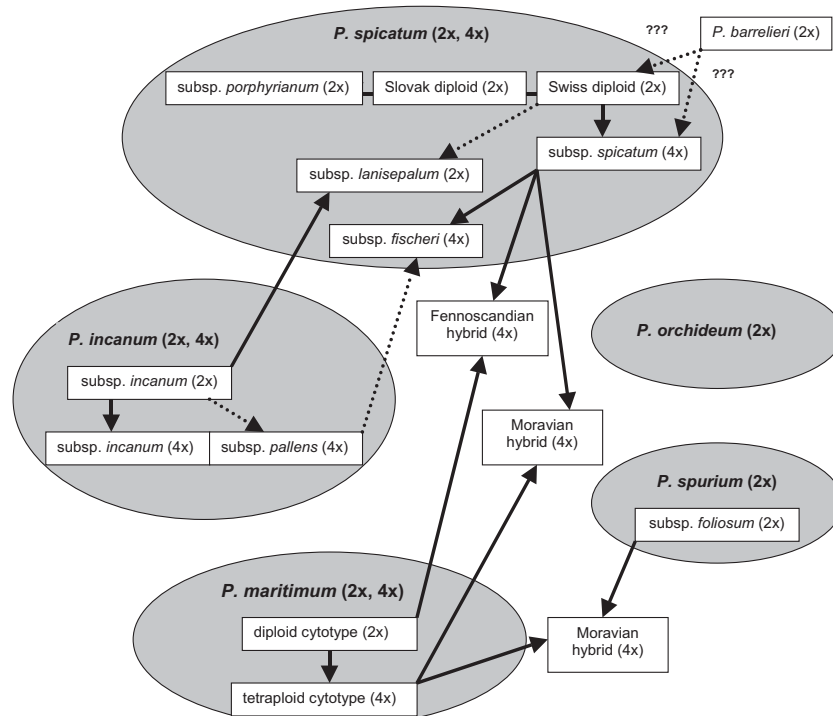 P. spicatum (2x, 4x)
???
P. barrelieri (2x)
???
subsp. porphyrianum (2x)
Slovak diploid (2x)
Swiss diploid (2x)
subsp. spicatum (4x)
subsp. lanisepalum (2x)
subsp. fischeri (4x)
P. incanum (2x, 4x)
subsp. incanum (2x)
subsp. incanum (4x)
subsp. pallens (4x)
Fennoscandian
hybrid (4x)
P. orchideum (2x)
Moravian
hybrid (4x)
P. spurium (2x)
subsp. foliosum (2x)
P. maritimum (2x, 4x)
diploid cytotype (2x)
tetraploid cytotype (4x)
Moravian
hybrid (4x)